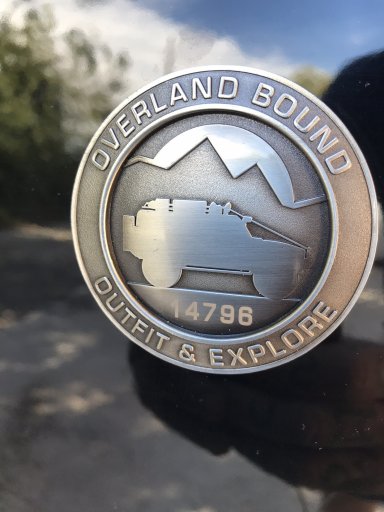 OVERLAND BOUND
14796
OUTFIT & EXPLORE